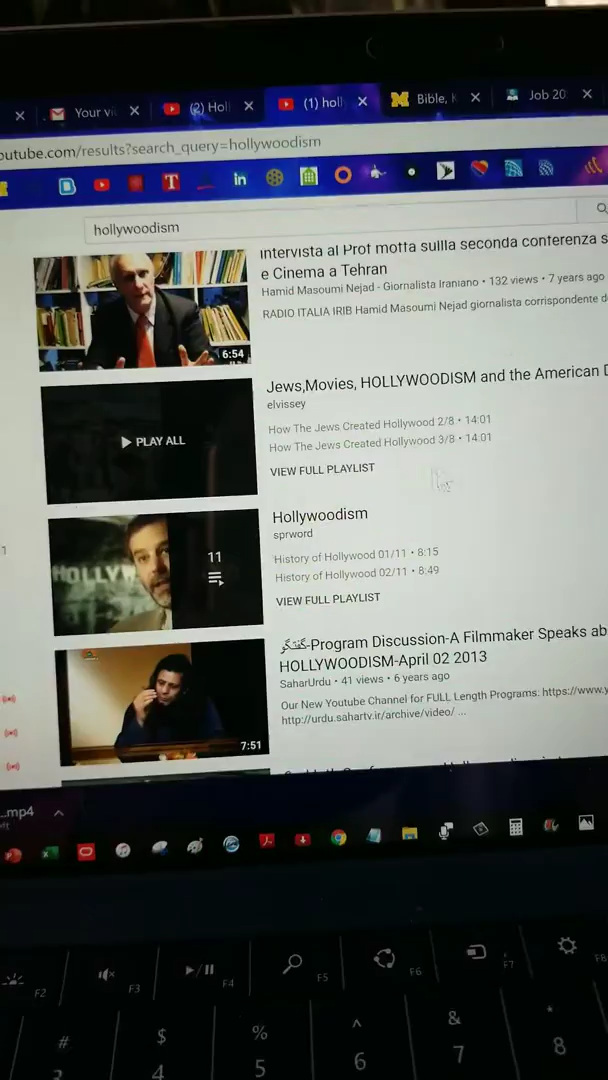 Your vi
(2) Holl
(1) holl
Bible, K
Job 20:
outube.com/results?search_query=hollywoodism
T
in
hollywoodism
Intervista al Prof motta sullla seconda conferenza s
e Cinema a Tehran
Hamid Masoumi Nejad - Giornalista Iraniano • 132 views • 7 years ago
RADIO ITALIA IRIB Hamid Masoumi Nejad giornalista corrispondente d
6:54
Jews,Movies, HOLLYWOODISM and the American D
elvissey
PLAY ALL
How The Jews Created Hollywood 2/8 • 14:01
How The Jews Created Hollywood 3/8 • 14:01
VIEW FULL PLAYLIST
Hollywoodism
sprword
11
HOLLYW
History of Hollywood 01/11 • 8:15
History of Hollywood 02/11 • 8:49
VIEW FULL PLAYLIST
گفتگو-Program Discussion-A Filmmaker Speaks ab
HOLLYWOODISM-April 02 2013
SaharUrdu • 41 views • 6 years ago
Our New Youtube Channel for FULL Length Programs: https://www.y
http://urdu.sahartv.ir/archive/video/ ...
7:51
...mp4
F2
F3
F4
F5
F6
F7
F8
#
$
%
^
&
*
3
4
5
6
7
8